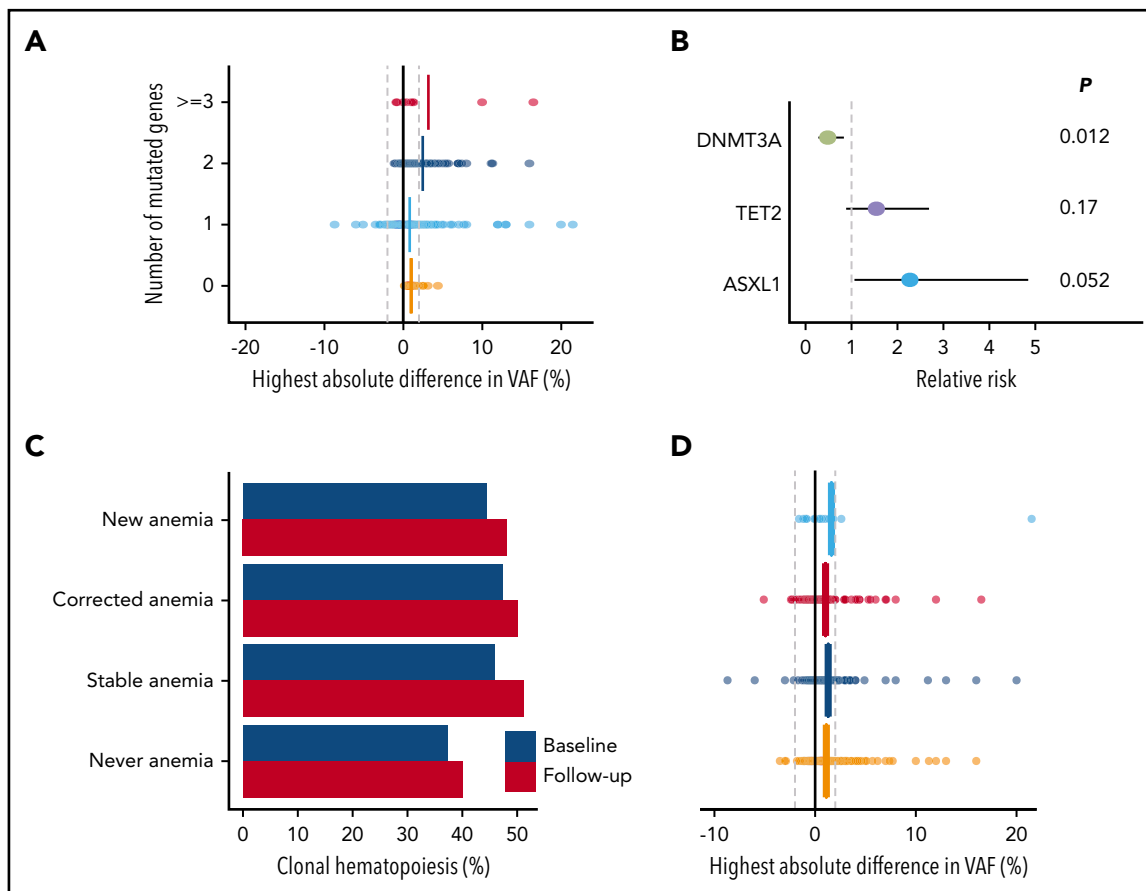 A
Number of mutated genes
>=3
2
1
0
-20 -10 0 10 20
Highest absolute difference in VAF (%)
B
P
DNMT3A 0.012
TET2 0.17
ASXL1 0.052
0 1 2 3 4 5
Relative risk
C
New anemia
Corrected anemia
Stable anemia
Never anemia
Baseline
Follow-up
0 10 20 30 40 50
Clonal hematopoiesis (%)
D
-10 0 10 20
Highest absolute difference in VAF (%)